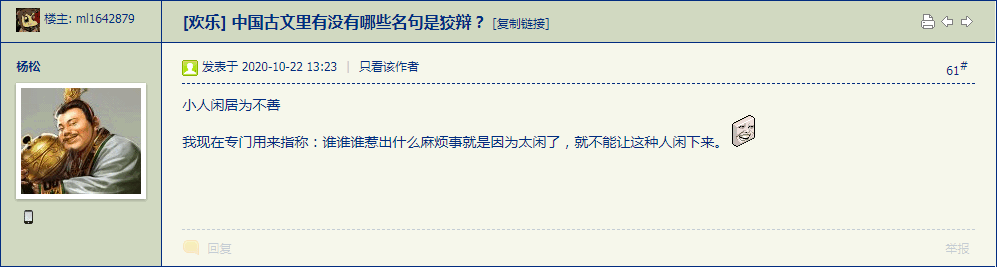 楼主: ml1642879
[欢乐] 中国古文里有没有哪些名句是狡辩？ [复制链接]
杨松
发表于 2020-10-22 13:23 | 只看该作者
61#
小人闲居为不善
我现在专门用来指称：谁谁谁惹出什么麻烦事就是因为太闲了，就不能让这种人闲下来。
回复
举报